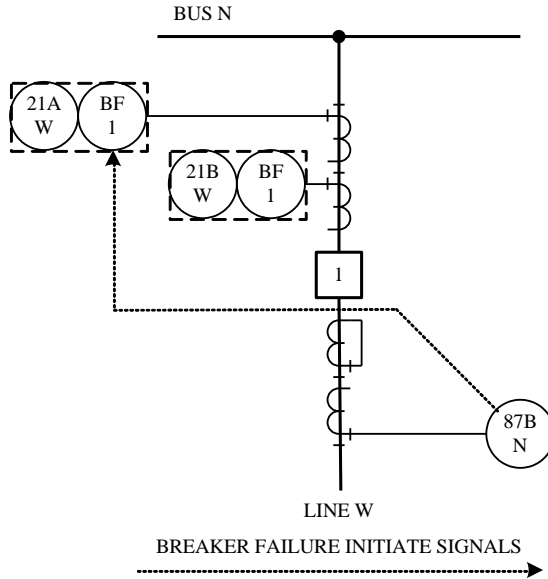 BUS N
21A
W
BF
1
21B
W
BF
1
1
87B
N
LINE W
BREAKER FAILURE INITIATE SIGNALS